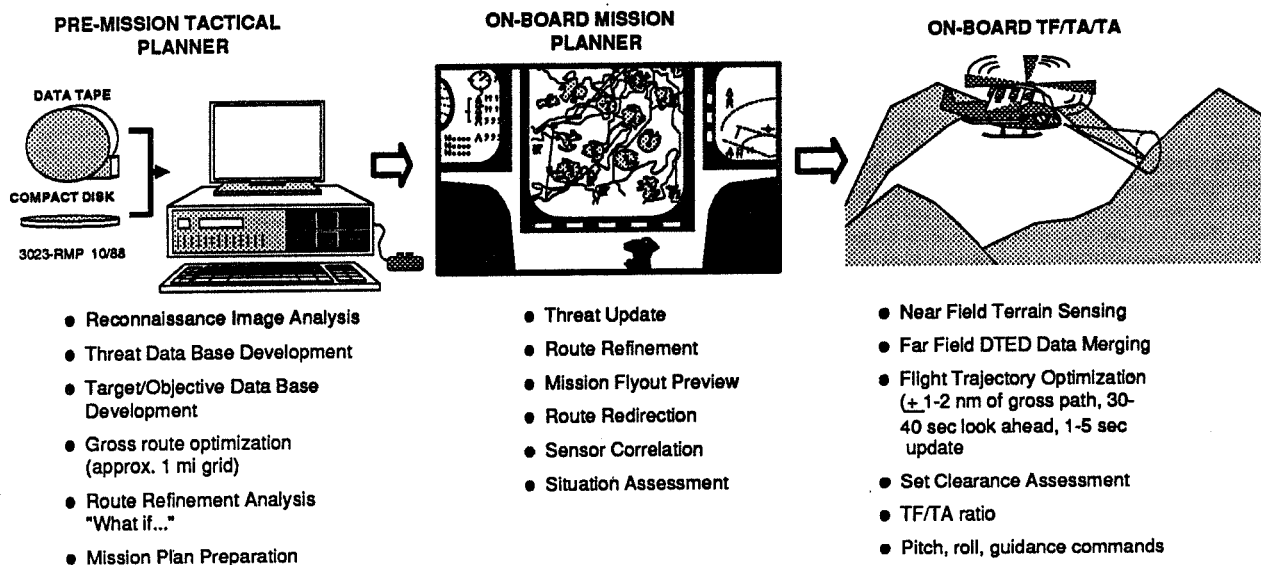 PRE-MISSION TACTICAL
PLANNER
DATA TAPE
COMPACT DISK
3023-RMP 10/88
• Reconnaissance Image Analysis
• Threat Data Base Development
• Target/Objective Data Base
Development
• Gross route optimization
(approx. 1 mi grid)
• Route Refinement Analysis
"What if..."
• Mission Plan Preparation
ON-BOARD MISSION
PLANNER
• Threat Update
• Route Refinement
• Mission Flyout Preview
• Route Redirection
• Sensor Correlation
• Situation Assessment
ON-BOARD TF/TA/TA
• Near Field Terrain Sensing
• Far Field DTED Data Merging
• Flight Trajectory Optimization
(± 1-2 nm of gross path, 30-
40 sec look ahead, 1-5 sec
update
• Set Clearance Assessment
• TF/TA ratio
• Pitch, roll, guidance commands